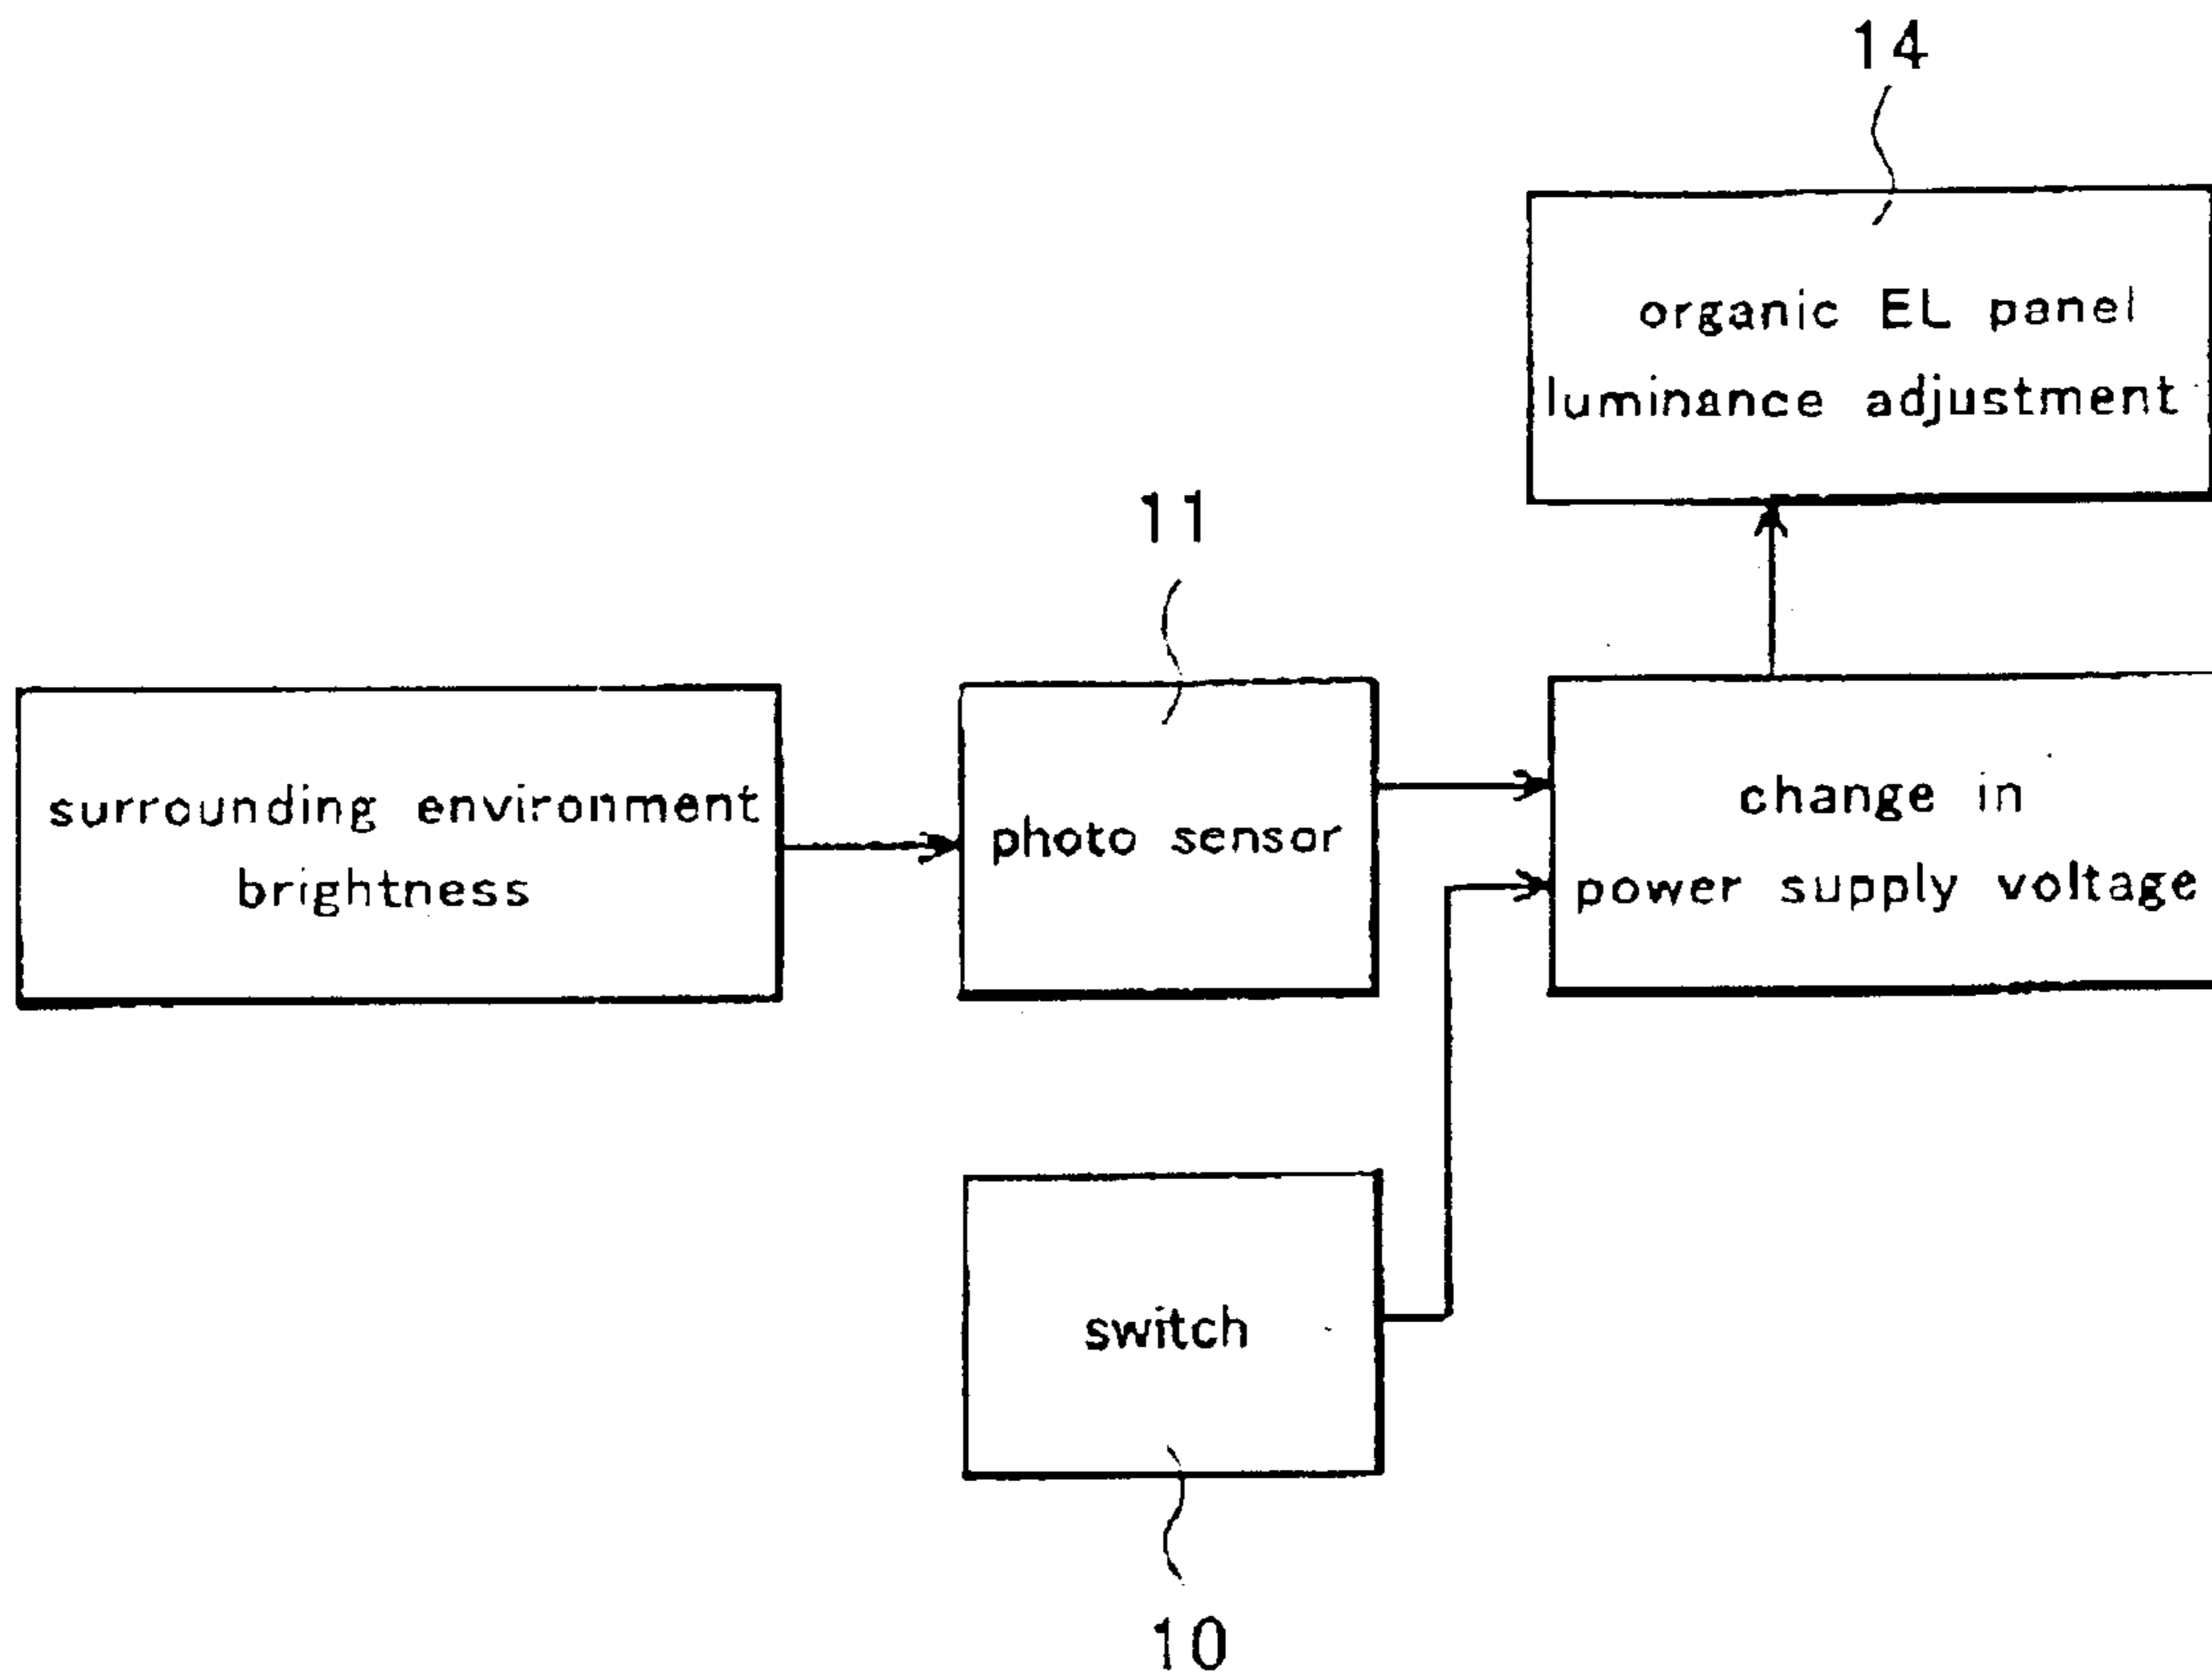 14
organic EL panel
luminance adjustment
11
surrounding environment
brightness
photo sensor
change in
power supply voltage
switch
10